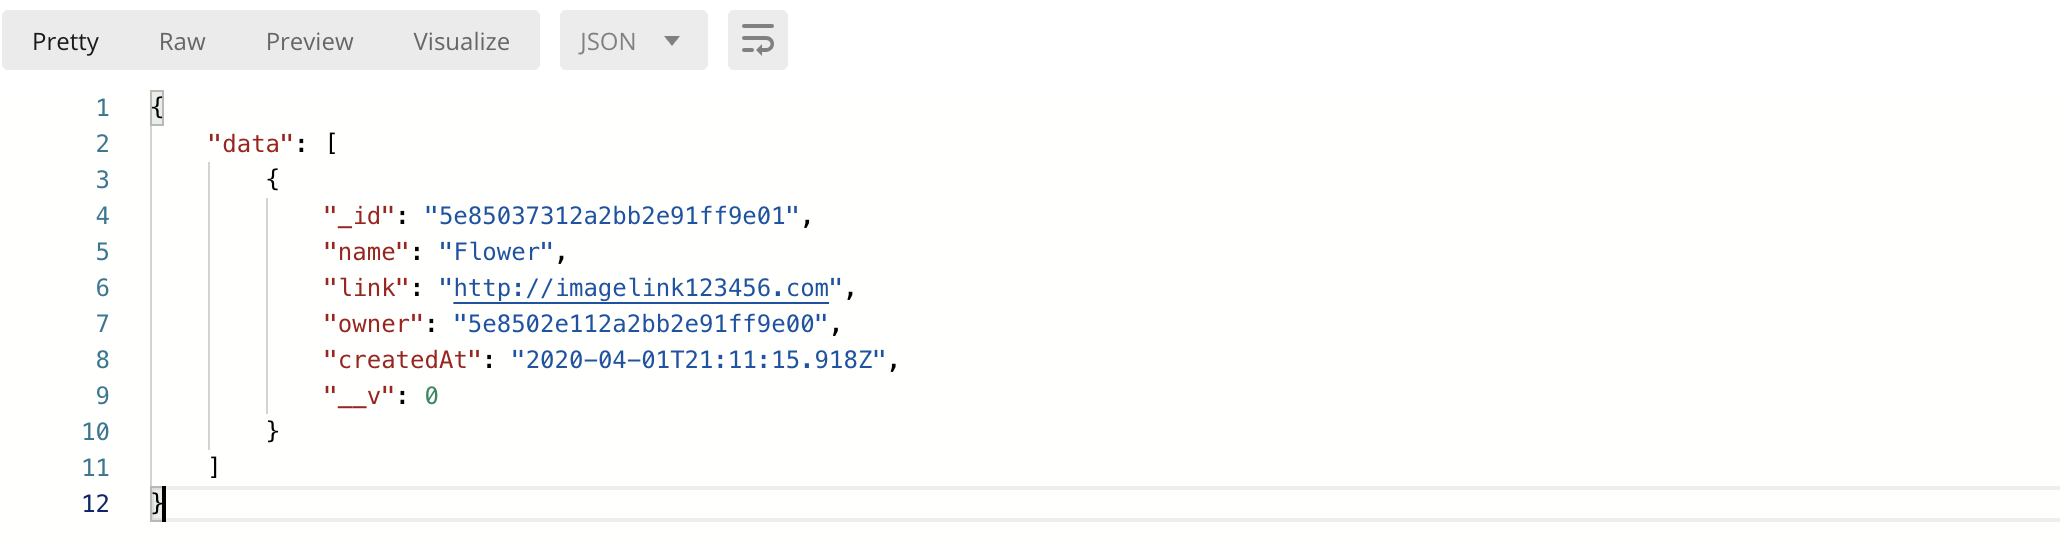 Pretty Raw Preview Visualize JSON
1 {
2 "data": [
3 {
4 "_id": "5e85037312a2bb2e91ff9e01",
5 "name": "Flower",
6 "link": "http://imagelink123456.com",
7 "owner": "5e8502e112a2bb2e91ff9e00",
8 "createdAt": "2020-04-01T21:11:15.918Z",
9 "__v": 0
10 }
11 ]
12 }